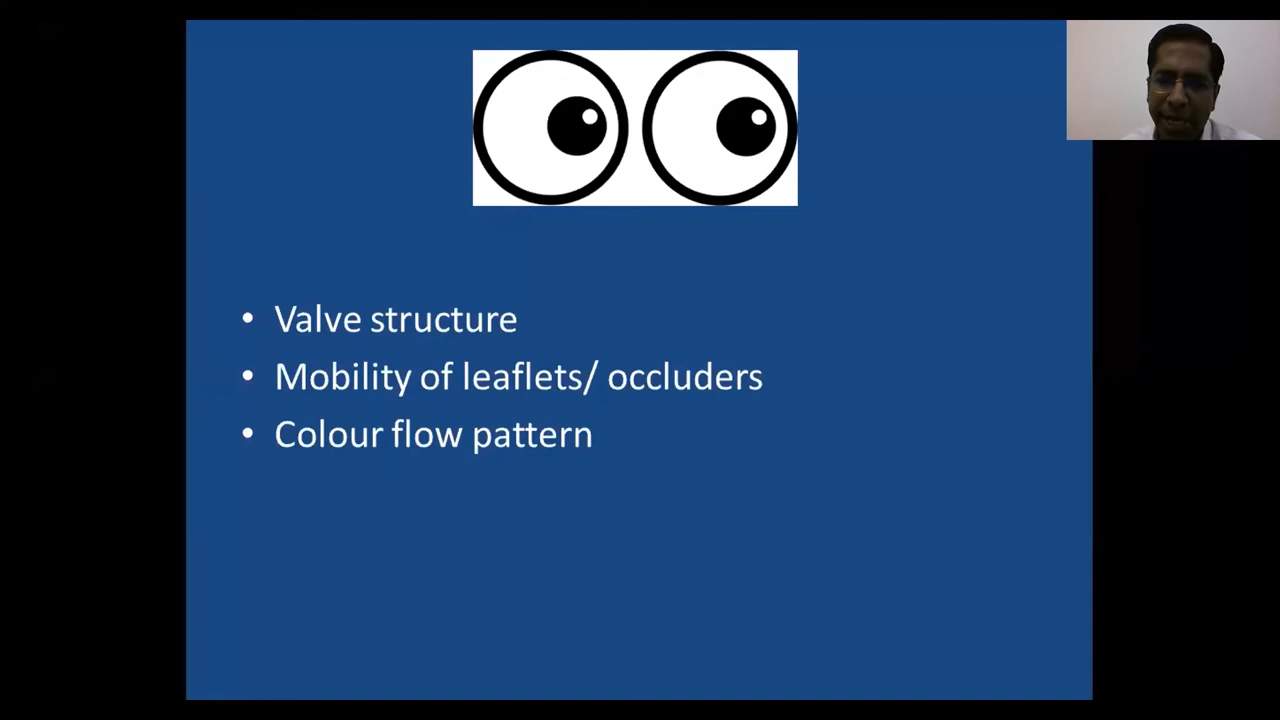 • Valve structure
• Mobility of leaflets/ occluders
• Colour flow pattern